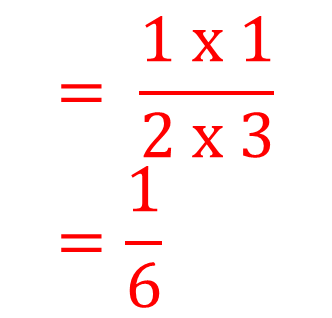 = 1 x 1
2 x 3
= 1
6